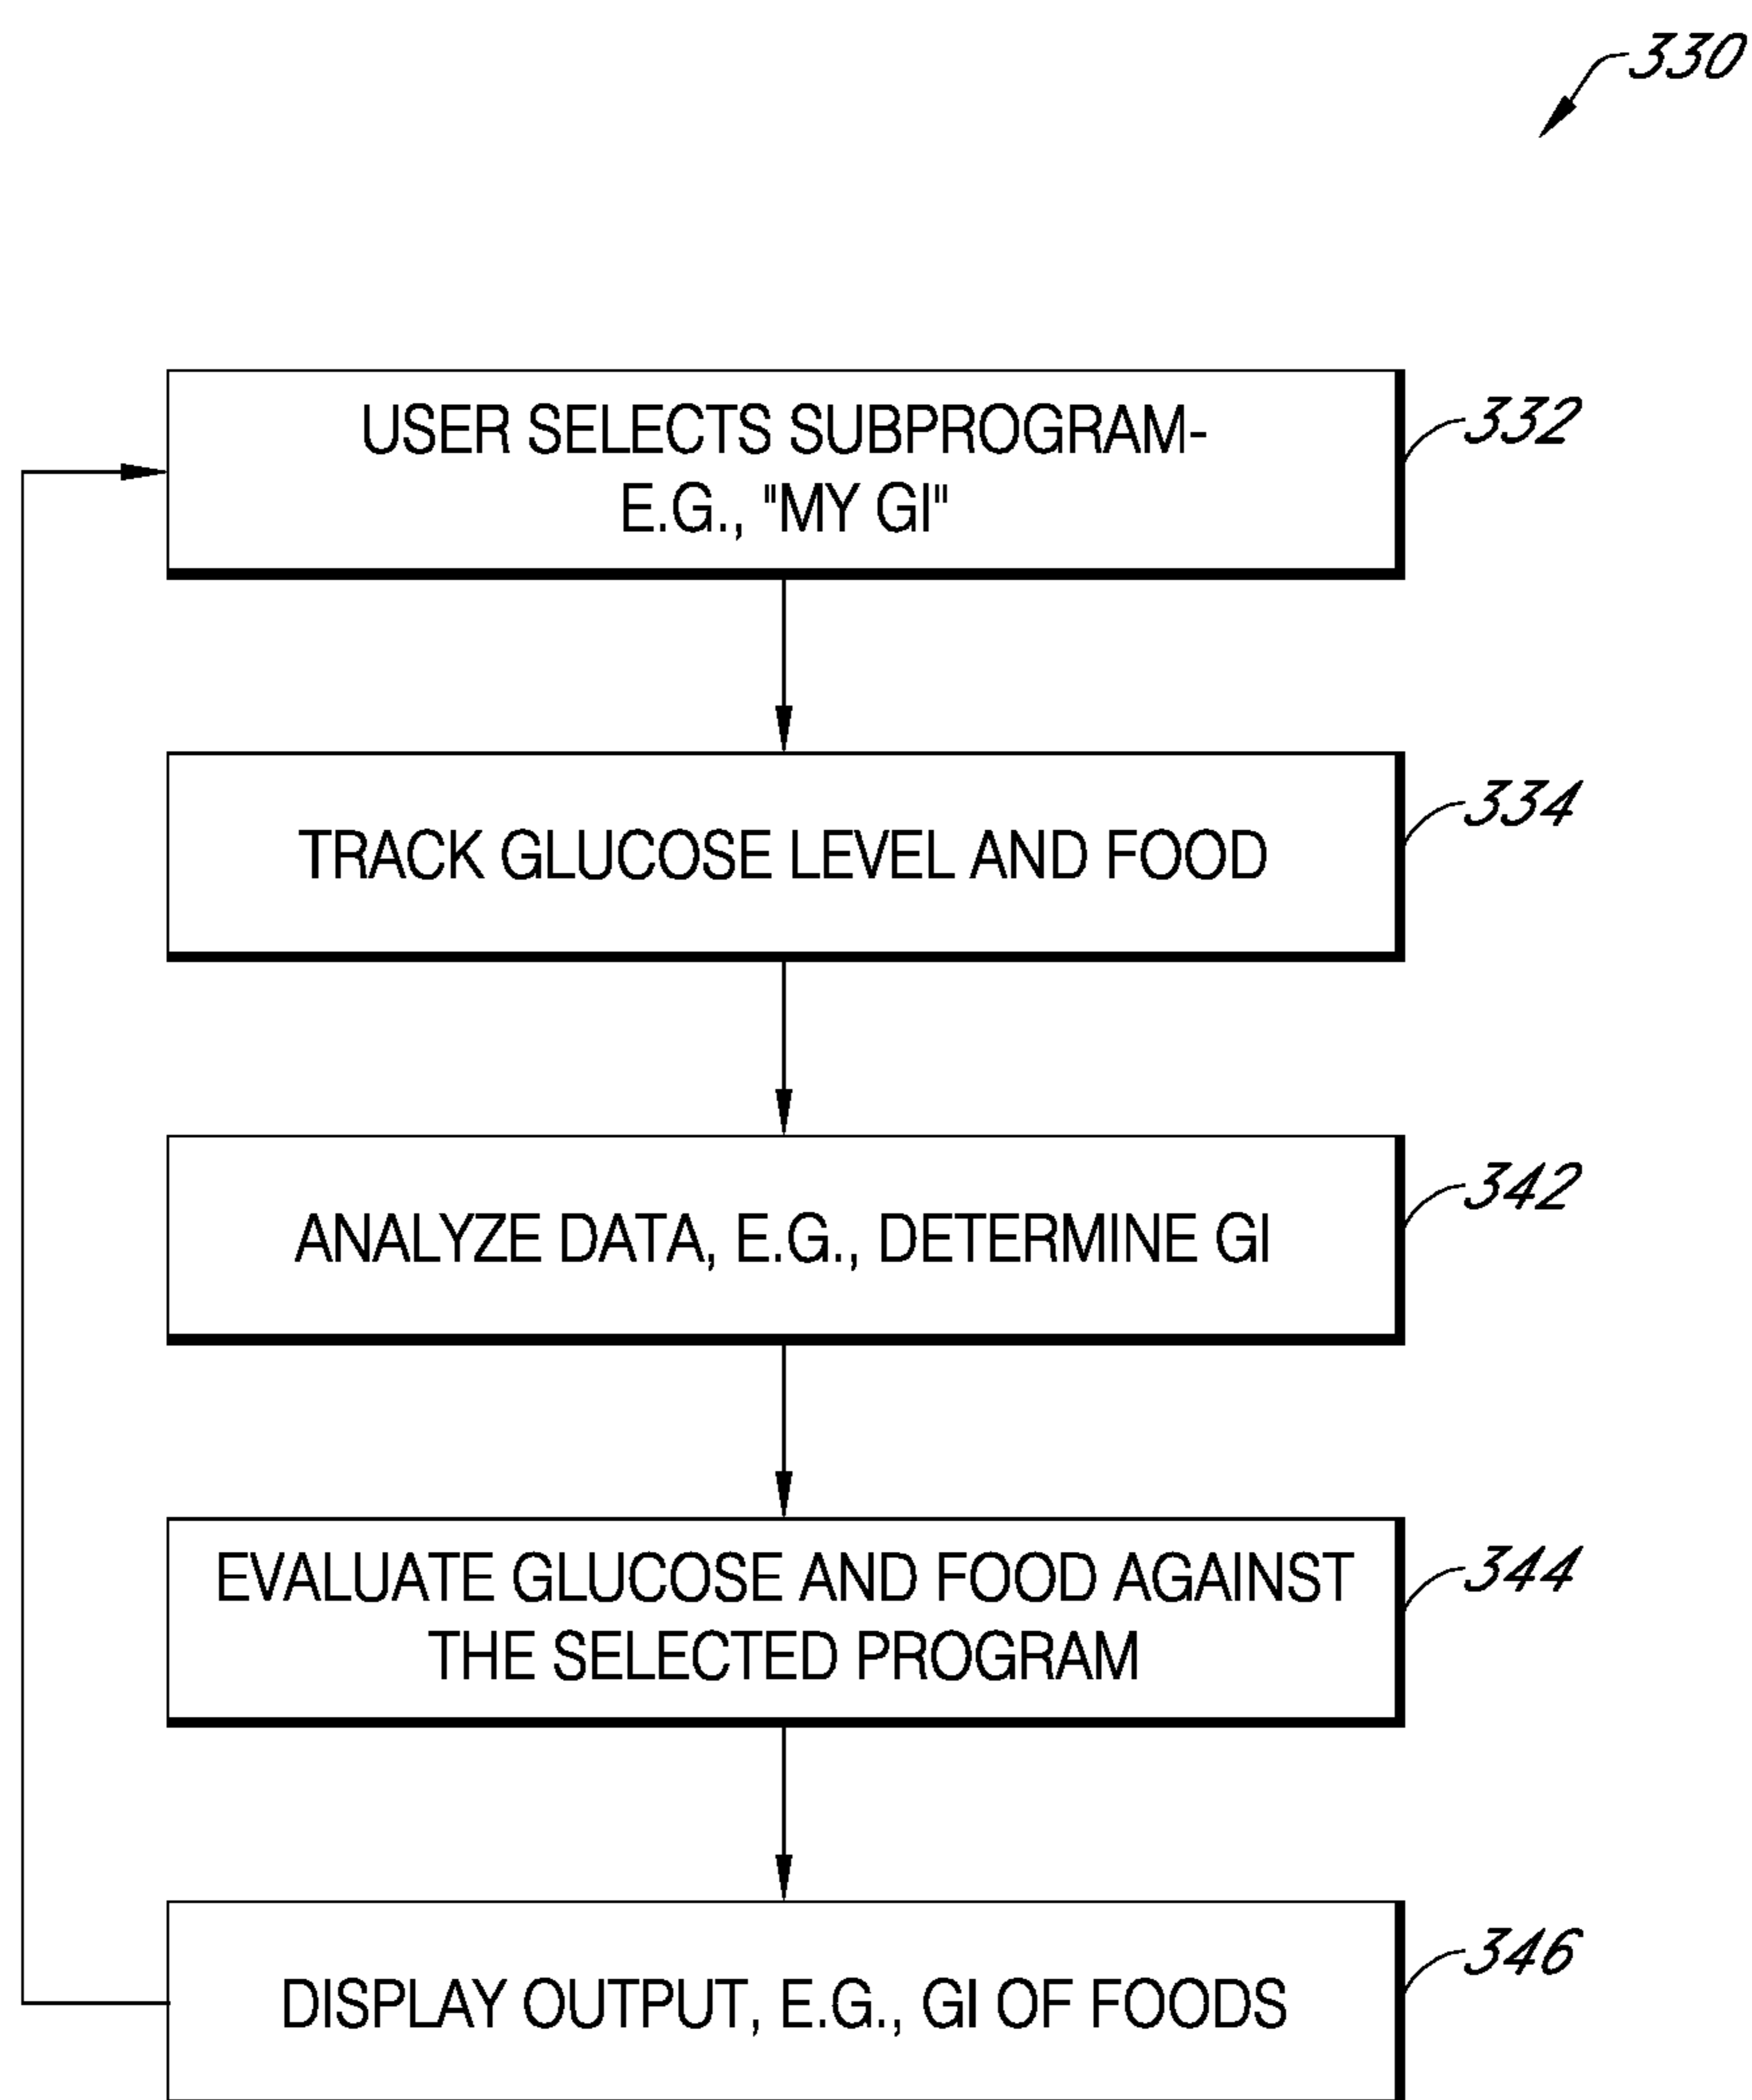 330
USER SELECTS SUBPROGRAM-
E.G., "MY GI"
332
TRACK GLUCOSE LEVEL AND FOOD
334
ANALYZE DATA, E.G., DETERMINE GI
342
EVALUATE GLUCOSE AND FOOD AGAINST
THE SELECTED PROGRAM
344
DISPLAY OUTPUT, E.G., GI OF FOODS
346